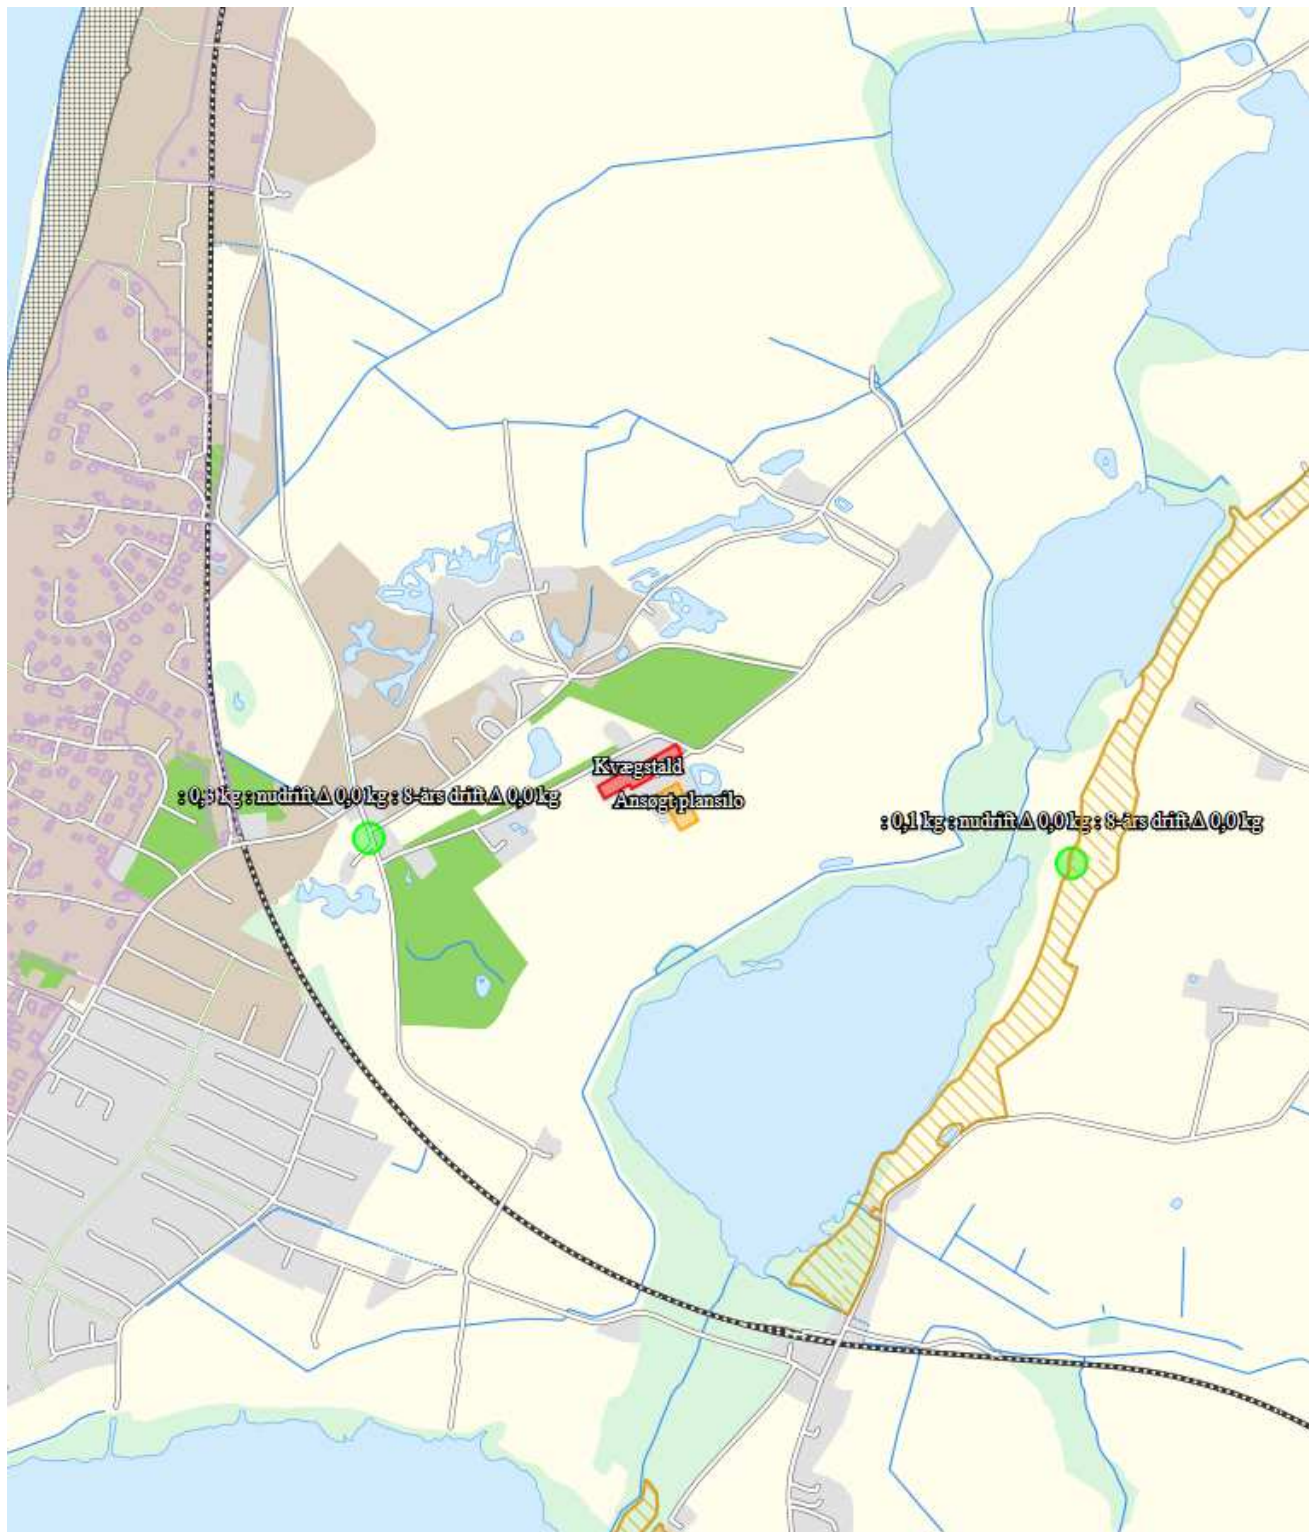 Kvægstald
: 0,3 kg : nudrift Δ 0,0 kg : 8-års drift Δ 0,0 kg
Ansøgt plansilo
: 0,1 kg : nudrift Δ 0,0 kg : 8-års drift Δ 0,0 kg